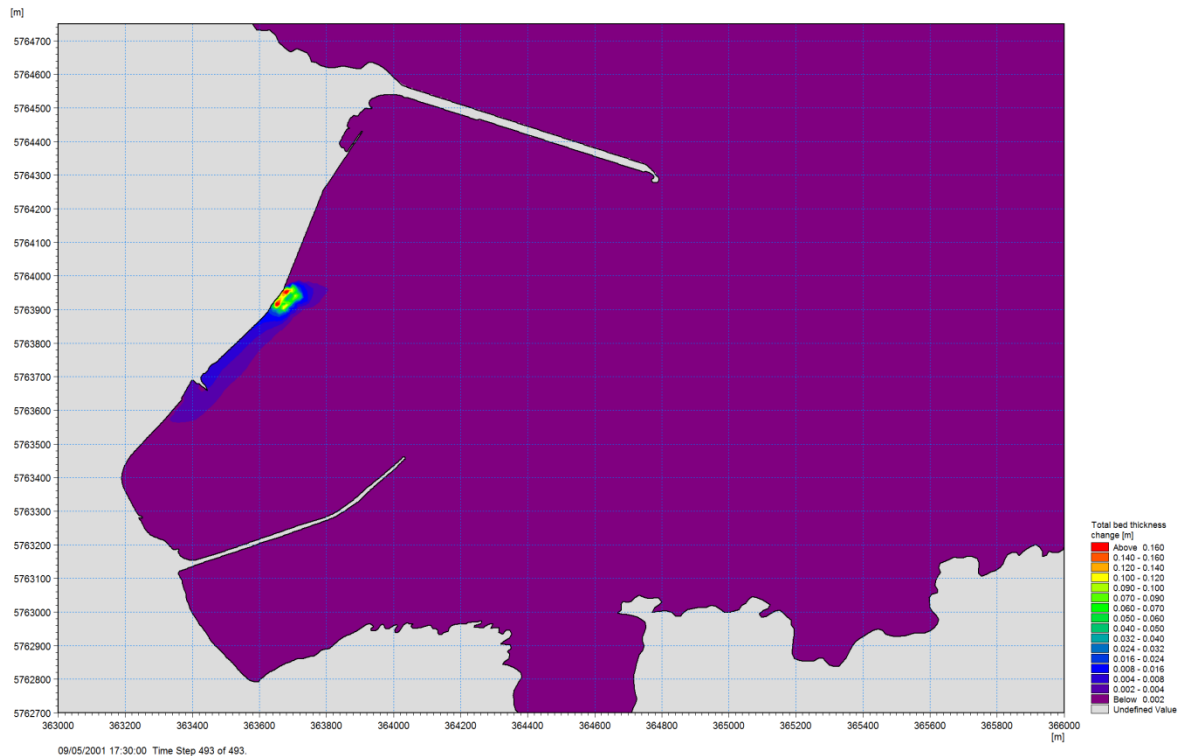 [m]
5764700
5764600
5764500
5764400
5764300
5764200
5764100
5764000
5763900
5763800
5763700
5763600
5763500
5763400
5763300
5763200
5763100
5763000
5762900
5762800
5762700
363000 363200 363400 363600 363800 364000 364200 364400 364600 364800 365000 365200 365400 365600 365800 366000
[m]
Total bed thickness
change [m]
Above 0.160
0.140 - 0.160
0.120 - 0.140
0.100 - 0.120
0.090 - 0.100
0.070 - 0.090
0.060 - 0.070
0.050 - 0.060
0.040 - 0.050
0.032 - 0.040
0.024 - 0.032
0.016 - 0.024
0.008 - 0.016
0.004 - 0.008
0.002 - 0.004
Below 0.002
Undefined Value
09/05/2001 17:30:00 Time Step 493 of 493.